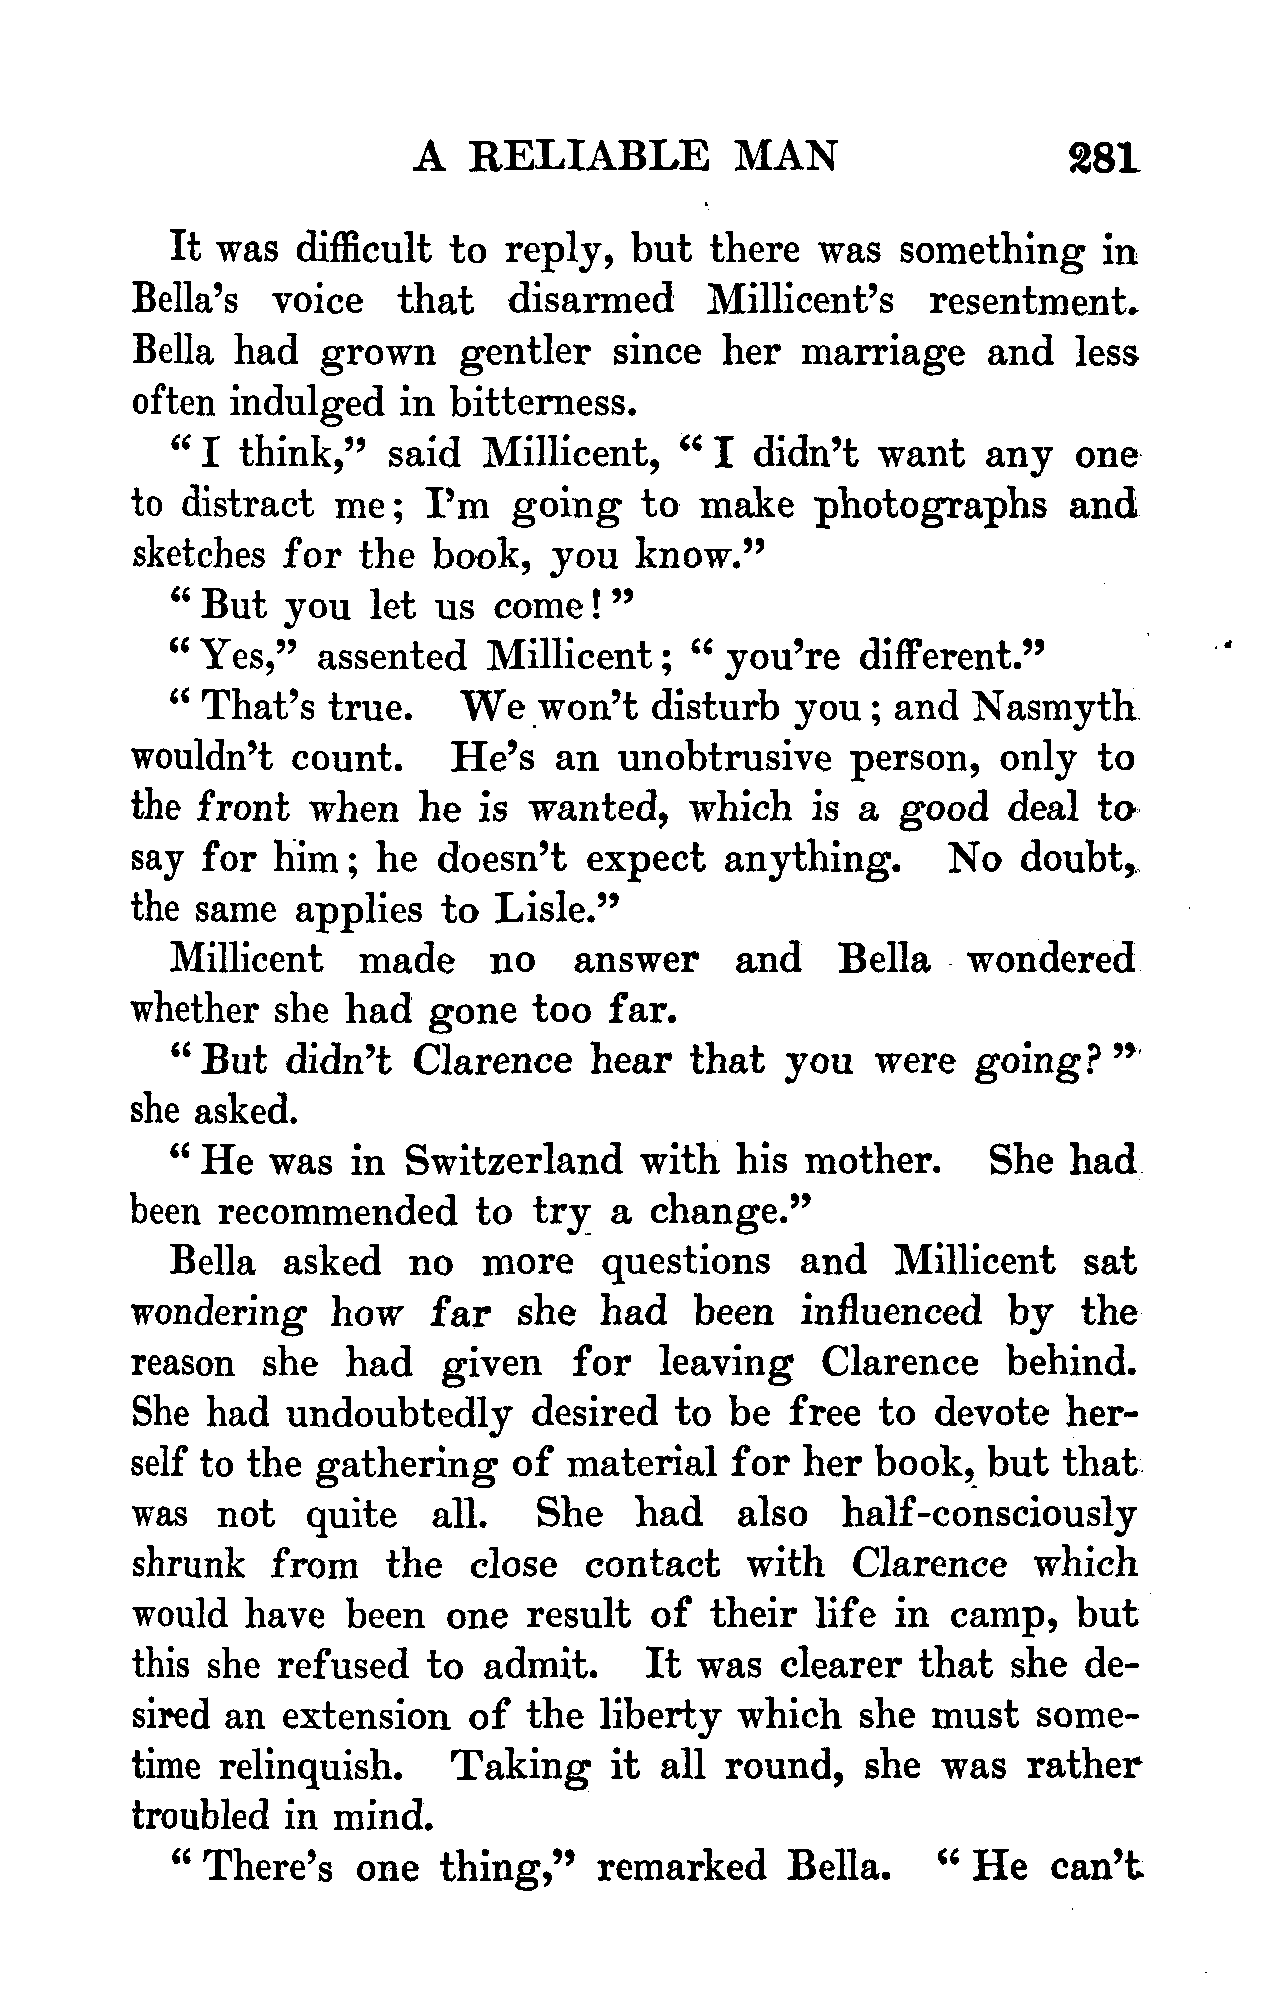 A RELIABLE MAN 281
It was difficult to reply, but there was something in
Bella's voice that disarmed Millicent's resentment.
Bella had grown gentler since her marriage and less
often indulged in bitterness.
"I think," said Millicent, "I didn't want any one
to distract me; I'm going to make photographs and
sketches for the book, you know."
"But you let us come!"
"Yes," assented Millicent; "you're different."
"That's true. We won't disturb you; and Nasmyth
wouldn't count. He's an unobtrusive person, only to
the front when he is wanted, which is a good deal to
say for him; he doesn't expect anything. No doubt,
the same applies to Lisle."
Millicent made no answer and Bella wondered
whether she had gone too far.
"But didn't Clarence hear that you were going?"
she asked.
"He was in Switzerland with his mother. She had
been recommended to try a change."
Bella asked no more questions and Millicent sat
wondering how far she had been influenced by the
reason she had given for leaving Clarence behind.
She had undoubtedly desired to be free to devote her-
self to the gathering of material for her book, but that
was not quite all. She had also half-consciously
shrunk from the close contact with Clarence which
would have been one result of their life in camp, but
this she refused to admit. It was clearer that she de-
sired an extension of the liberty which she must some-
time relinquish. Taking it all round, she was rather
troubled in mind.
"There's one thing," remarked Bella. "He can't